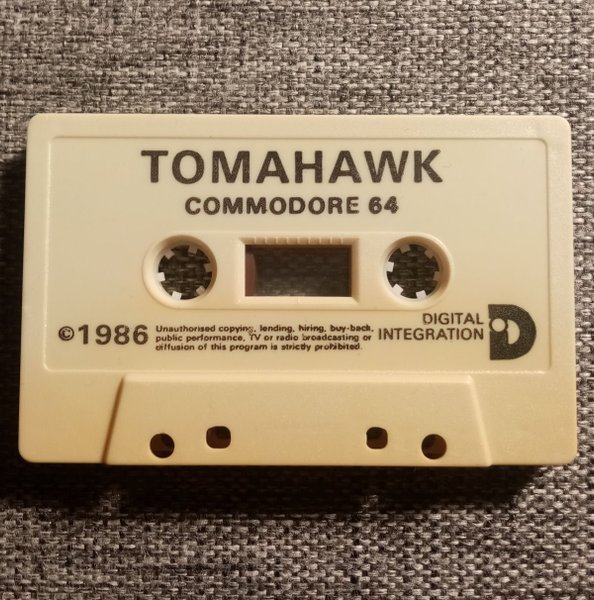 TOMAHAWK
COMMODORE 64
©1986
Unauthorised copying, lending, hiring, buy-back,
public performance, TV or radio broadcasting or
diffusion of this program is strictly prohibited.
DIGITAL
INTEGRATION